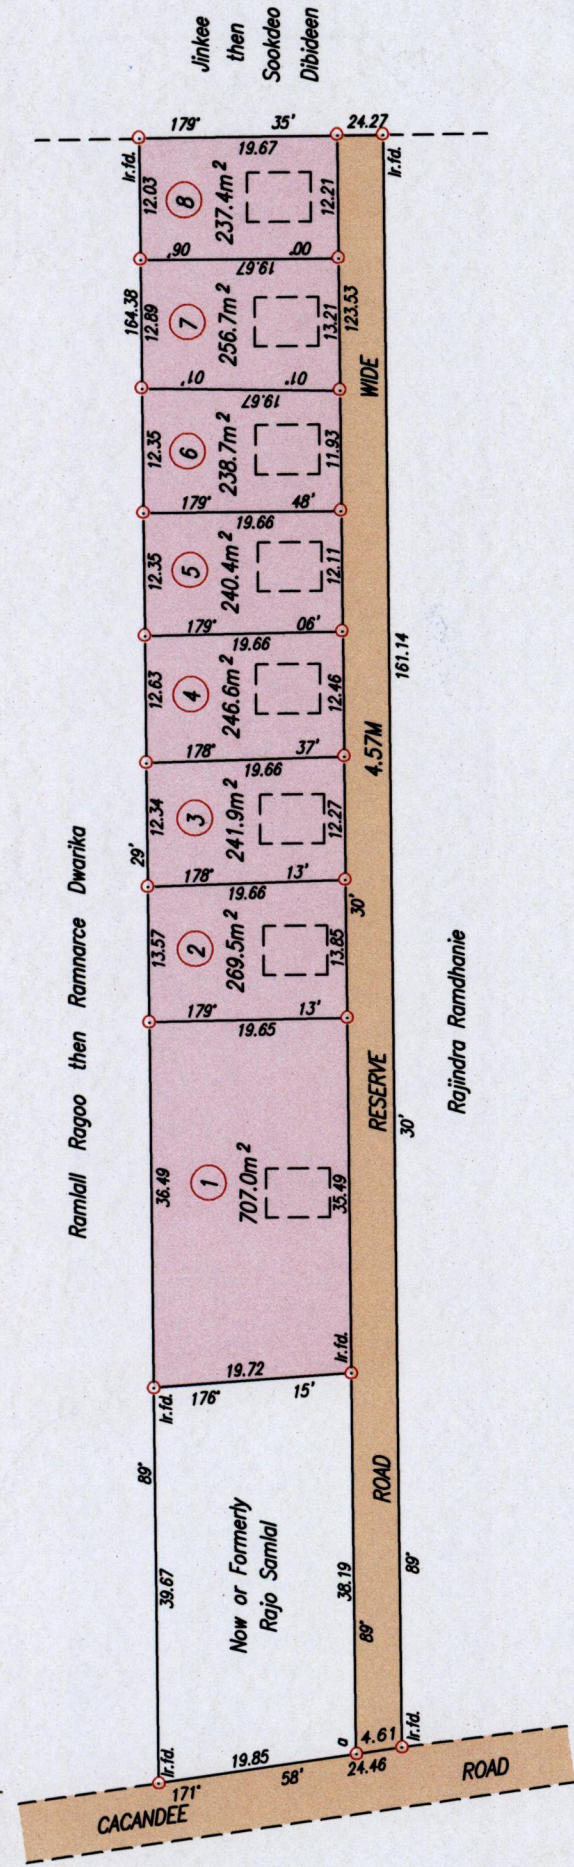 Jinkee
then
Sookdeo
Dibideen
179° 35' 24.27
19.67
Ir.fd.
Ir.fd.
12.03
8
237.4m²
12.21
90° 00'
19.67
164.38
12.89
7
256.7m²
13.21
123.53
01° 01'
19.67
WIDE
12.35
6
238.7m²
11.93
179° 48'
19.66
12.35
5
240.4m²
12.11
179° 06'
19.66
161.14
12.63
4
246.6m²
12.46
178° 37'
19.66
4.57M
29'
12.34
3
241.9m²
12.27
178° 13'
19.66
30'
13.57
2
269.5m²
13.85
179° 13'
19.65
Ramlall Ragoo then Ramnarce Dwarika
Rajindra Ramdhanie
RESERVE
30'
36.49
1
707.0m²
35.49
19.72
Ir.fd.
176° 15'
Ir.fd.
89°
ROAD
39.67
Now or Formerly
Rajo Samlal
38.19
89°
89°
Ir.fd.
19.85
a
4.61
Ir.fd.
171° 58'
24.46
CACANDEE ROAD